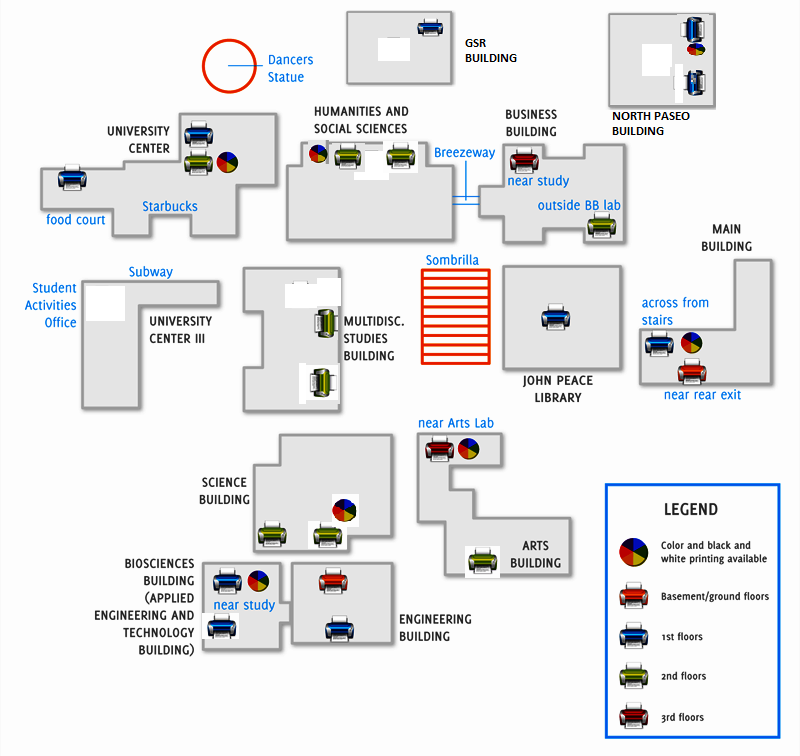 GSR
BUILDING
Dancers
Statue
NORTH PASEO
BUILDING
HUMANITIES AND
SOCIAL SCIENCES
BUSINESS
BUILDING
UNIVERSITY
CENTER
Breezeway
near study
food court
Starbucks
outside BB lab
MAIN
BUILDING
Subway
Sombrilla
Student
Activities
Office
UNIVERSITY
CENTER III
MULTIDISC.
STUDIES
BUILDING
across from
stairs
JOHN PEACE
LIBRARY
near rear exit
near Arts Lab
SCIENCE
BUILDING
ARTS
BUILDING
BIOSCIENCES
BUILDING
(APPLIED
ENGINEERING AND
TECHNOLOGY
BUILDING)
near study
ENGINEERING
BUILDING
LEGEND
Color and black and
white printing available
Basement/ground floors
1st floors
2nd floors
3rd floors